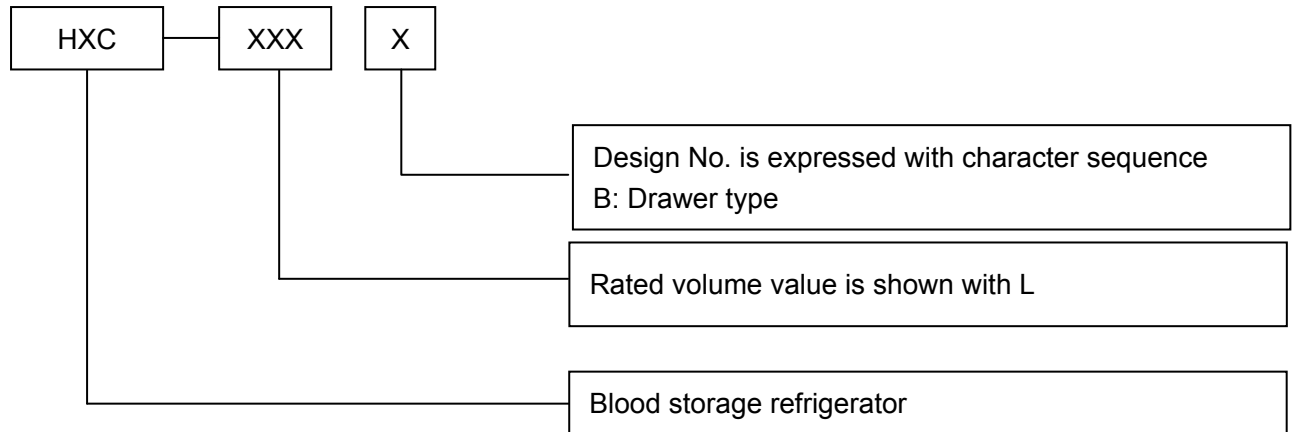 HXC XXX X
Design No. is expressed with character sequence
B: Drawer type
Rated volume value is shown with L
Blood storage refrigerator